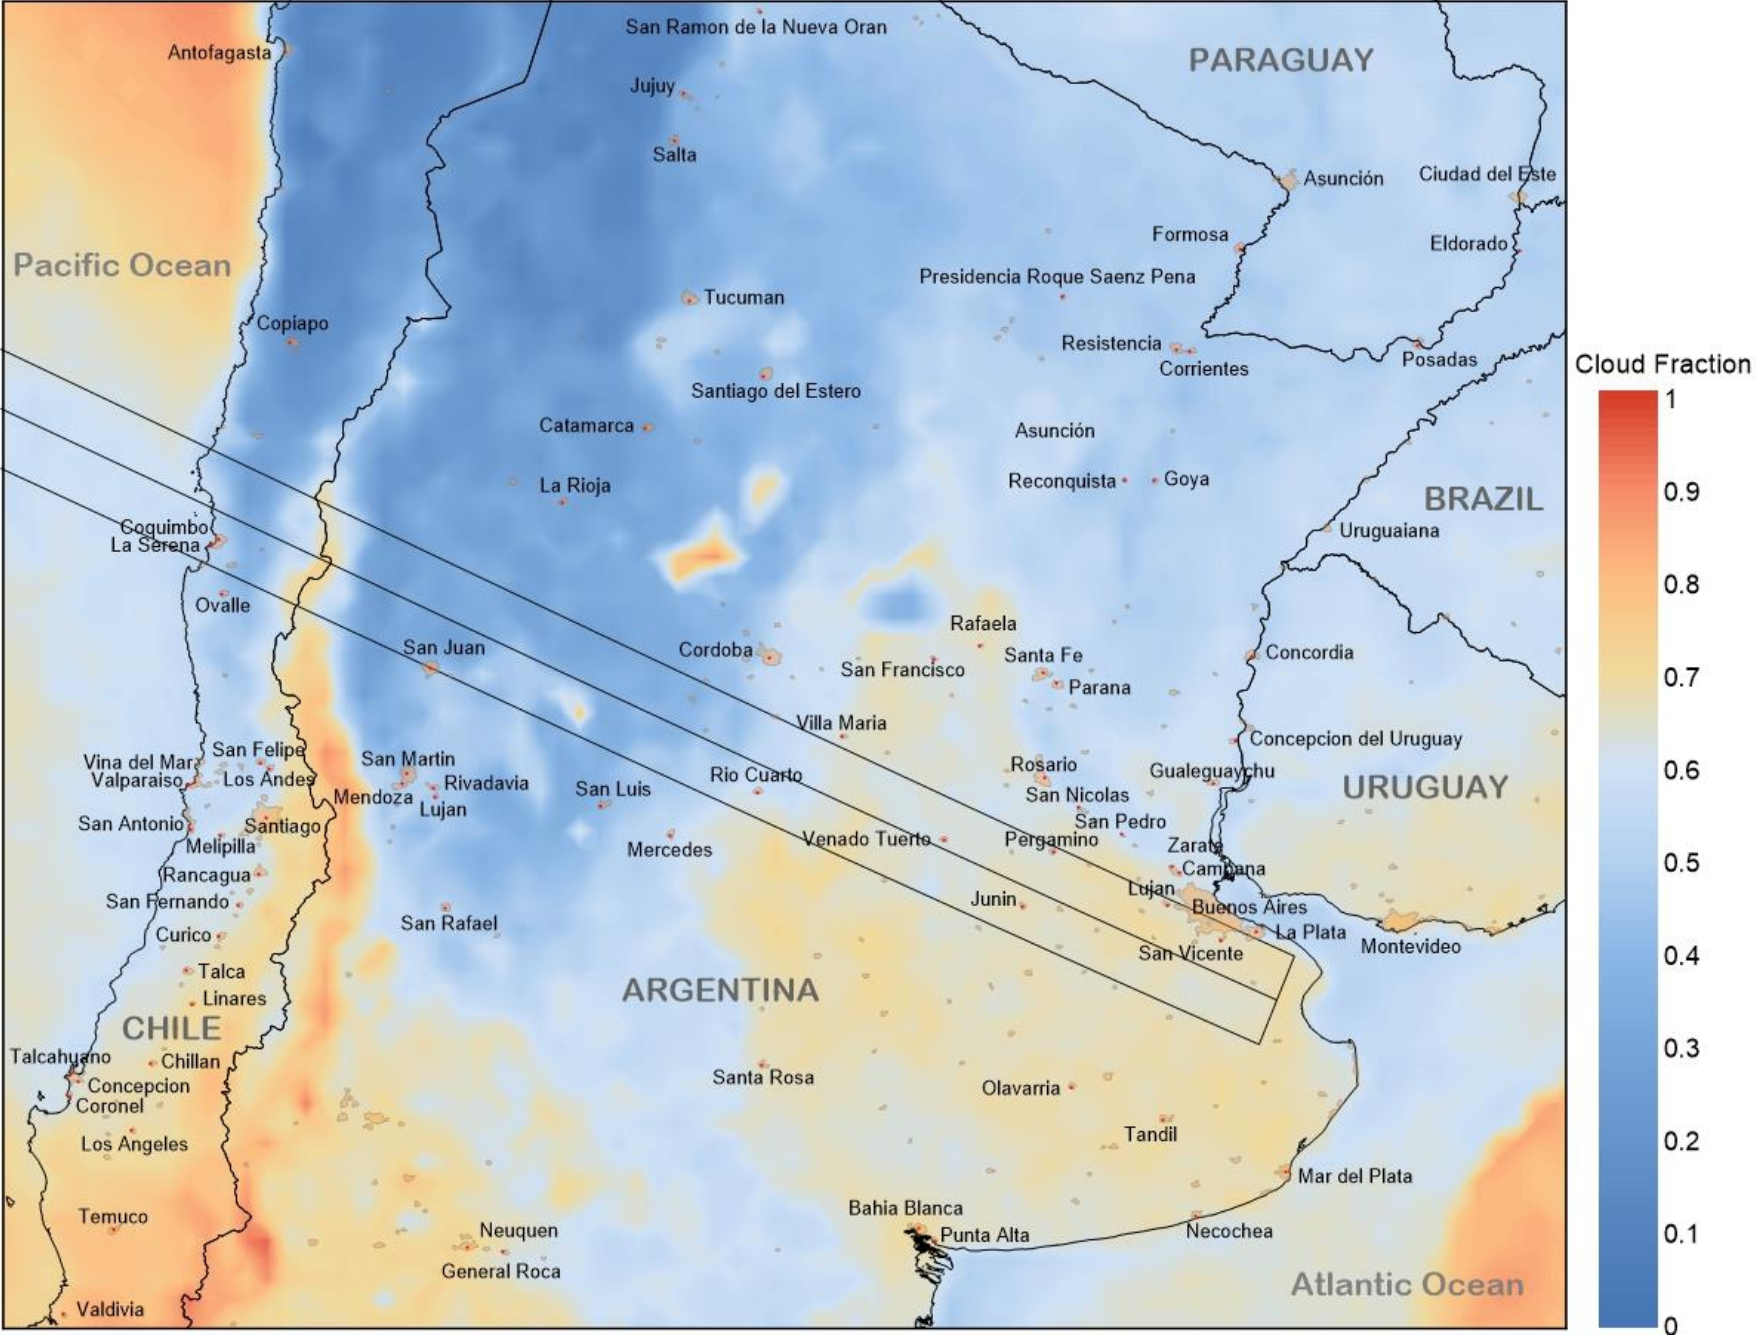 San Ramon de la Nueva Oran
Antofagasta
PARAGUAY
Jujuy
Salta
Asunción
Ciudad del Este
Formosa
Eldorado
Pacific Ocean
Presidencia Roque Saenz Pena
Tucuman
Copiapo
Resistencia
Corrientes
Posadas
Cloud Fraction
Santiago del Estero
1
Catamarca
Asunción
La Rioja
Reconquista
Goya
0.9
BRAZIL
Coquimbo
La Serena
Uruguaiana
0.8
Ovalle
Rafaela
San Juan
Cordoba
San Francisco
Santa Fe
Concordia
Parana
0.7
Villa Maria
Concepcion del Uruguay
Vina del Mar
San Felipe
San Martin
Rosario
Gualeguaychu
0.6
Valparaiso
Los Andes
Mendoza
Rivadavia
Lujan
San Luis
Rio Cuarto
San Nicolas
URUGUAY
San Antonio
Santiago
San Pedro
Melipilla
Mercedes
Venado Tuerto
Pergamino
Zarate
0.5
Rancagua
Campana
Lujan
San Fernando
Junin
Buenos Aires
San Rafael
Curico
La Plata
Montevideo
San Vicente
0.4
Talca
Linares
ARGENTINA
CHILE
Talcahuano
Chillan
0.3
Concepcion
Santa Rosa
Olavarria
Coronel
Los Angeles
Tandil
0.2
Mar del Plata
Temuco
Bahia Blanca
Neuquen
Punta Alta
Necochea
0.1
General Roca
Atlantic Ocean
Valdivia
0